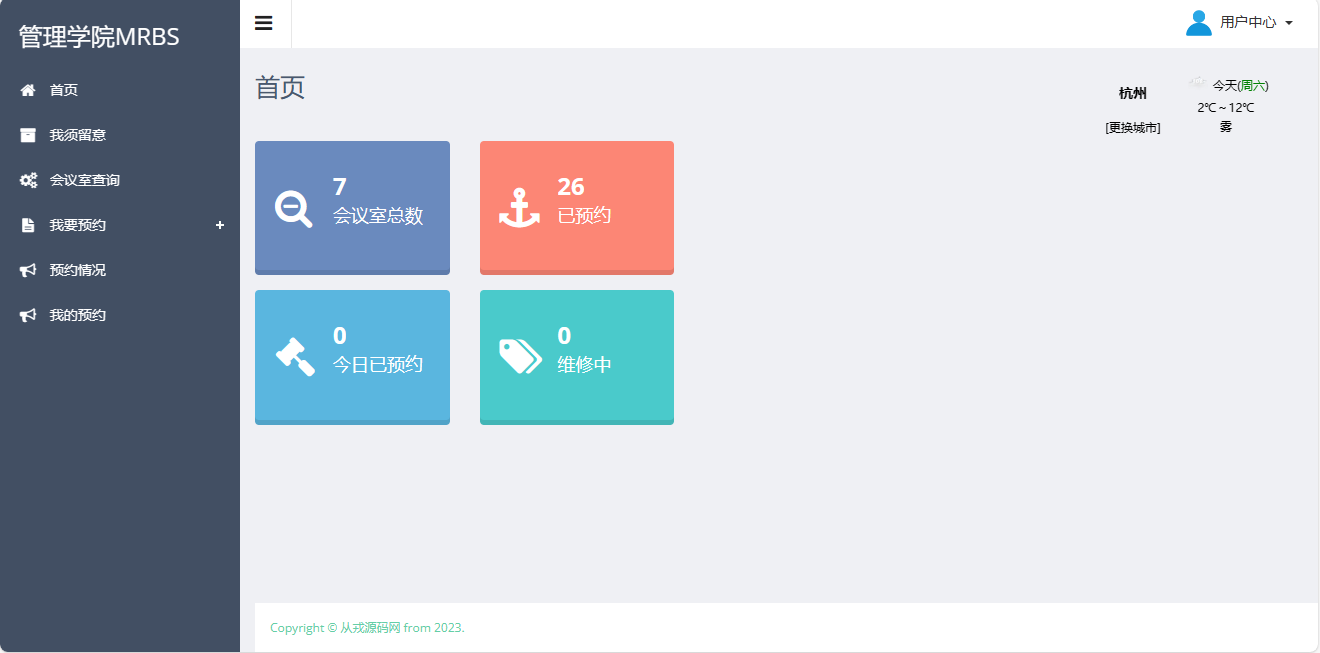 管理学院MRBS
首页
我须留意
会议室查询
我要预约
预约情况
我的预约
用户中心
首页
杭州
[更换城市]
今天(周六)
2℃～12℃
雾
7
会议室总数
26
已预约
0
今日已预约
0
维修中
Copyright © 从戎源码网 from 2023.